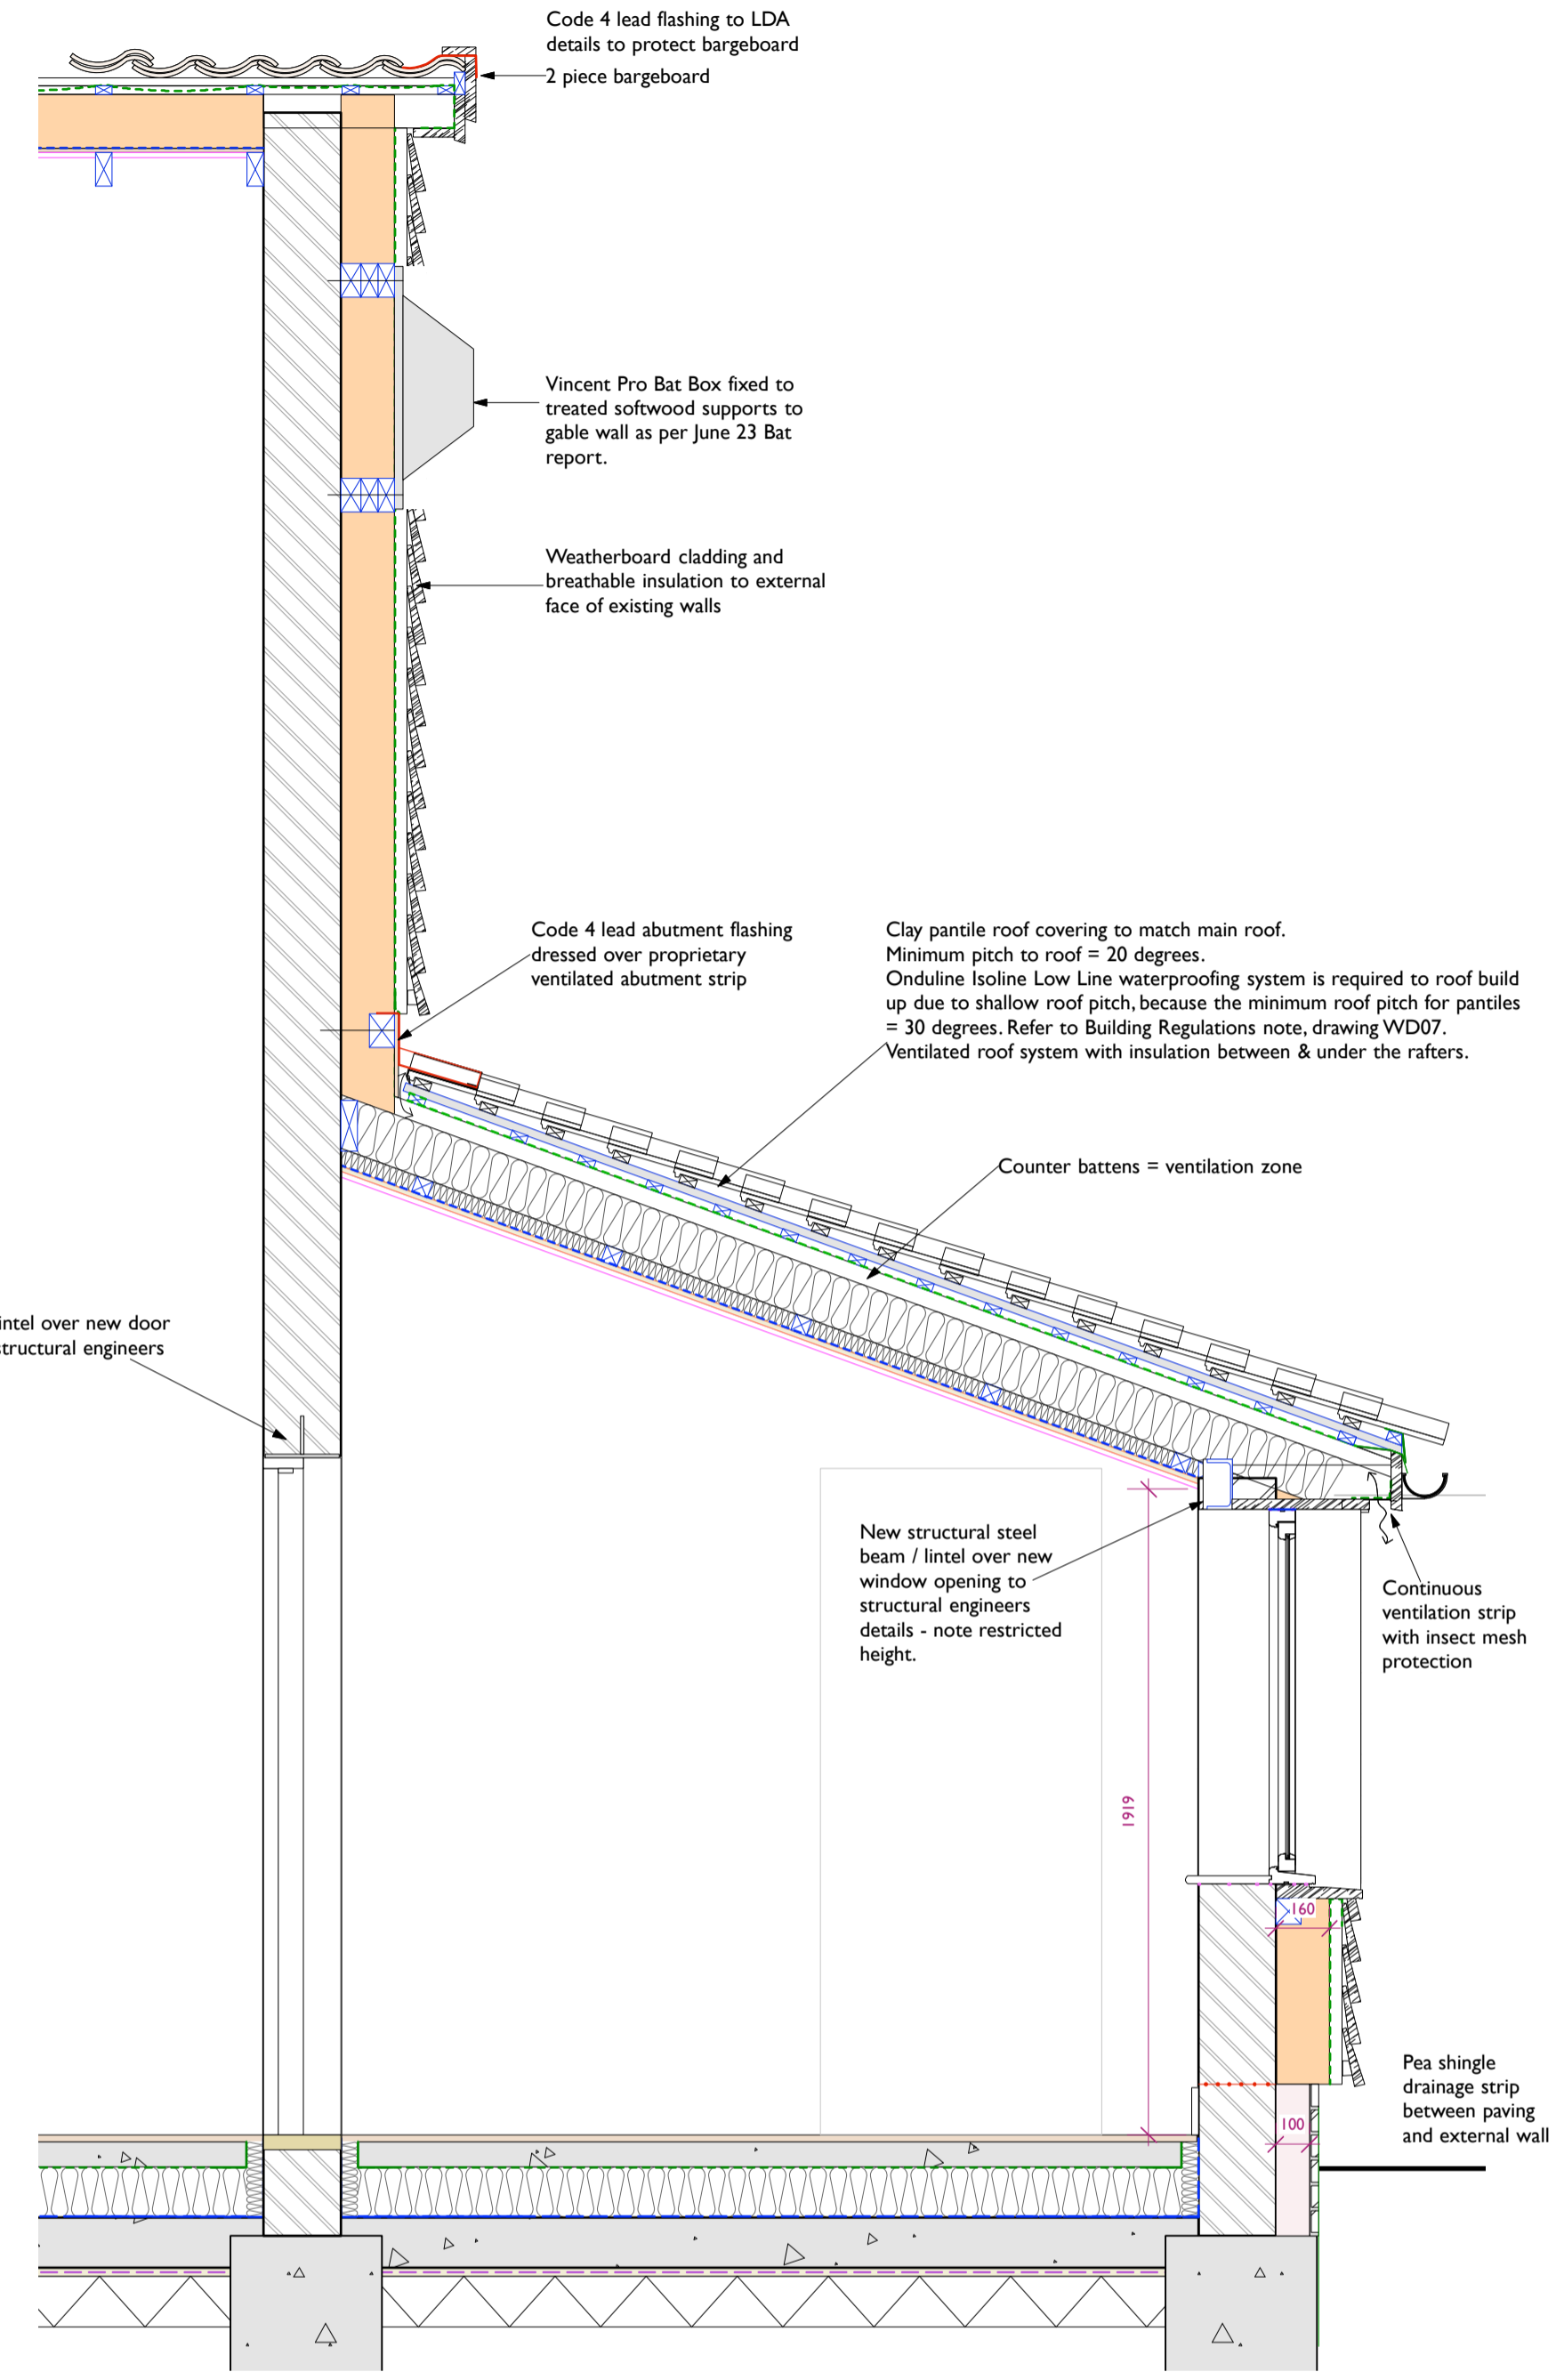 Code 4 lead flashing to LDA
details to protect bargeboard
2 piece bargeboard
Vincent Pro Bat Box fixed to
treated softwood supports to
gable wall as per June 23 Bat
report.
Weatherboard cladding and
breathable insulation to external
face of existing walls
Code 4 lead abutment flashing
dressed over proprietary
ventilated abutment strip
Clay pantile roof covering to match main roof.
Minimum pitch to roof = 20 degrees.
Onduline Isoline Low Line waterproofing system is required to roof build
up due to shallow roof pitch, because the minimum roof pitch for pantiles
= 30 degrees. Refer to Building Regulations note, drawing WD07.
Ventilated roof system with insulation between & under the rafters.
Counter battens = ventilation zone
intel over new door
structural engineers
New structural steel
beam / lintel over new
window opening to
structural engineers
details - note restricted
height.
Continuous
ventilation strip
with insect mesh
protection
1919
160
100
Pea shingle
drainage strip
between paving
and external wall